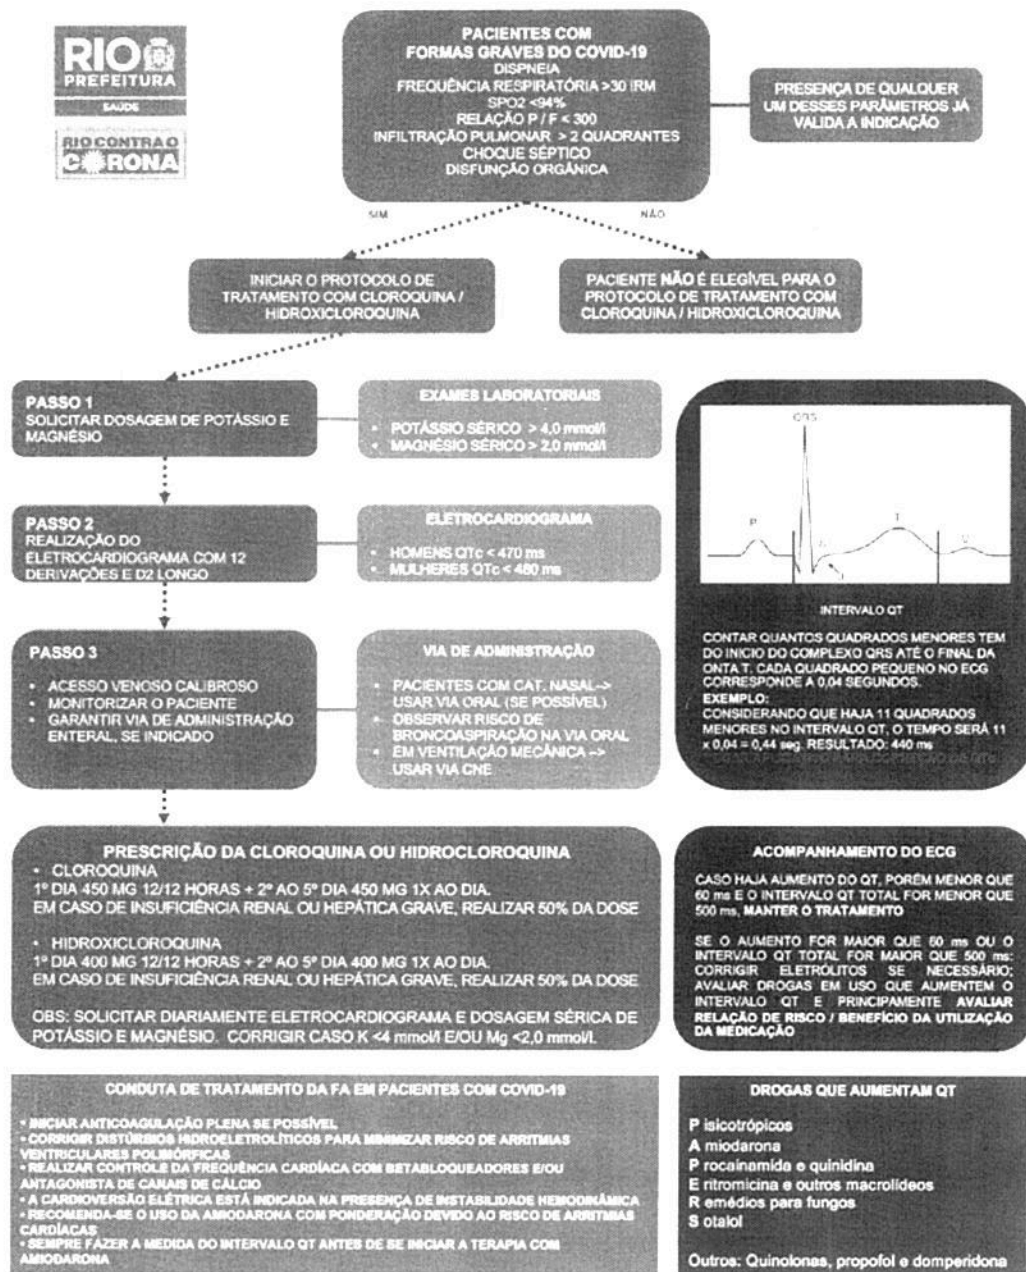 RIO
PREFEITURA
SAÚDE
RIO CONTRA O
CORONA
PACIENTES COM
FORMAS GRAVES DO COVID-19
DISPNEIA
FREQUÊNCIA RESPIRATÓRIA >30 IRM
SPO2 <94%
RELAÇÃO P / F < 300
INFILTRAÇÃO PULMONAR > 2 QUADRANTES
CHOQUE SÉPTICO
DISFUNÇÃO ORGÂNICA
PRESENÇA DE QUALQUER
UM DESSES PARÂMETROS JÁ
VALIDA A INDICAÇÃO
SIM
NÃO
INICIAR O PROTOCOLO DE
TRATAMENTO COM CLOROQUINA /
HIDROXICLOROQUINA
PACIENTE NÃO É ELEGÍVEL PARA O
PROTOCOLO DE TRATAMENTO COM
CLOROQUINA / HIDROXICLOROQUINA
PASSO 1
SOLICITAR DOSAGEM DE POTÁSSIO E
MAGNÉSIO
EXAMES LABORATORIAIS
• POTÁSSIO SÉRICO > 4,0 mmol/l
• MAGNÉSIO SÉRICO > 2,0 mmol/l
PASSO 2
REALIZAÇÃO DO
ELETROCARDIOGRAMA COM 12
DERIVAÇÕES E D2 LONGO
ELETROCARDIOGRAMA
• HOMENS QTc < 470 ms
• MULHERES QTc < 480 ms
PASSO 3
• ACESSO VENOSO CALIBROSO
• MONITORIZAR O PACIENTE
• GARANTIR VIA DE ADMINISTRAÇÃO
ENTERAL, SE INDICADO
VIA DE ADMINISTRAÇÃO
• PACIENTES COM CAT. NASAL-->
USAR VIA ORAL (SE POSSÍVEL)
• OBSERVAR RISCO DE
BRONCOASPIRAÇÃO NA VIA ORAL
• EM VENTILAÇÃO MECÂNICA -->
USAR VIA CNE
QRS
P
T
U
J
INTERVALO QT
CONTAR QUANTOS QUADRADOS MENORES TEM
DO INICIO DO COMPLEXO QRS ATÉ O FINAL DA
ONTA T. CADA QUADRADO PEQUENO NO ECG
CORRESPONDE A 0,04 SEGUNDOS.
EXEMPLO:
CONSIDERANDO QUE HAJA 11 QUADRADOS
MENORES NO INTERVALO QT, O TEMPO SERÁ 11
x 0,04 = 0,44 seg. RESULTADO: 440 ms
PRESCRIÇÃO DA CLOROQUINA OU HIDROCLOROQUINA
• CLOROQUINA
1º DIA 450 MG 12/12 HORAS + 2º AO 5º DIA 450 MG 1X AO DIA.
EM CASO DE INSUFICIÊNCIA RENAL OU HEPÁTICA GRAVE, REALIZAR 50% DA DOSE
• HIDROXICLOROQUINA
1º DIA 400 MG 12/12 HORAS + 2º AO 5º DIA 400 MG 1X AO DIA.
EM CASO DE INSUFICIÊNCIA RENAL OU HEPÁTICA GRAVE, REALIZAR 50% DA DOSE
OBS: SOLICITAR DIARIAMENTE ELETROCARDIOGRAMA E DOSAGEM SÉRICA DE
POTÁSSIO E MAGNÉSIO. CORRIGIR CASO K <4 mmol/l E/OU Mg <2,0 mmol/l.
ACOMPANHAMENTO DO ECG
CASO HAJA AUMENTO DO QT, PORÉM MENOR QUE
60 ms E O INTERVALO QT TOTAL FOR MENOR QUE
500 ms, MANTER O TRATAMENTO
SE O AUMENTO FOR MAIOR QUE 60 ms OU O
INTERVALO QT TOTAL FOR MAIOR QUE 500 ms:
CORRIGIR ELETRÓLITOS SE NECESSÁRIO;
AVALIAR DROGAS EM USO QUE AUMENTEM O
INTERVALO QT E PRINCIPAMENTE AVALIAR
RELAÇÃO DE RISCO / BENEFÍCIO DA UTILIZAÇÃO
DA MEDICAÇÃO
CONDUTA DE TRATAMENTO DA FA EM PACIENTES COM COVID-19
• INICIAR ANTICOAGULAÇÃO PLENA SE POSSÍVEL
• CORRIGIR DISTÚRBIOS HIDROELETROLÍTICOS PARA MINIMIZAR RISCO DE ARRITMIAS
VENTRICULARES POLIMÓRFICAS
• REALIZAR CONTROLE DA FREQUÊNCIA CARDÍACA COM BETABLOQUEADORES E/OU
ANTAGONISTA DE CANAIS DE CÁLCIO
• A CARDIOVERSÃO ELÉTRICA ESTÁ INDICADA NA PRESENÇA DE INSTABILIDADE HEMODINÂMICA
• RECOMENDA-SE O USO DA AMIODARONA COM PONDERAÇÃO DEVIDO AO RISCO DE ARRITMIAS
CARDÍACAS
• SEMPRE FAZER A MEDIDA DO INTERVALO QT ANTES DE SE INICIAR A TERAPIA COM
AMIODARONA
DROGAS QUE AUMENTAM QT
P sicotrópicos
A miodarona
P rocainamida e quinidina
E ritromicina e outros macrolídeos
R emédios para fungos
S otalol
Outros: Quinolonas, propofol e domperidona